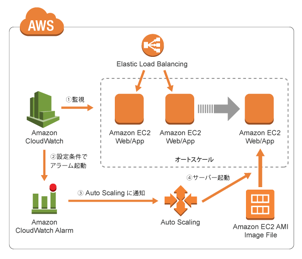 AWS
Elastic Load Balancing
①監視
Amazon
CloudWatch
Amazon EC2
Web/App
Amazon EC2
Web/App
Amazon EC2
Web/App
オートスケール
②設定条件で
アラーム起動
③ Auto Scaling に通知
④サーバー起動
Amazon
CloudWatch Alarm
Auto Scaling
Amazon EC2 AMI
Image File